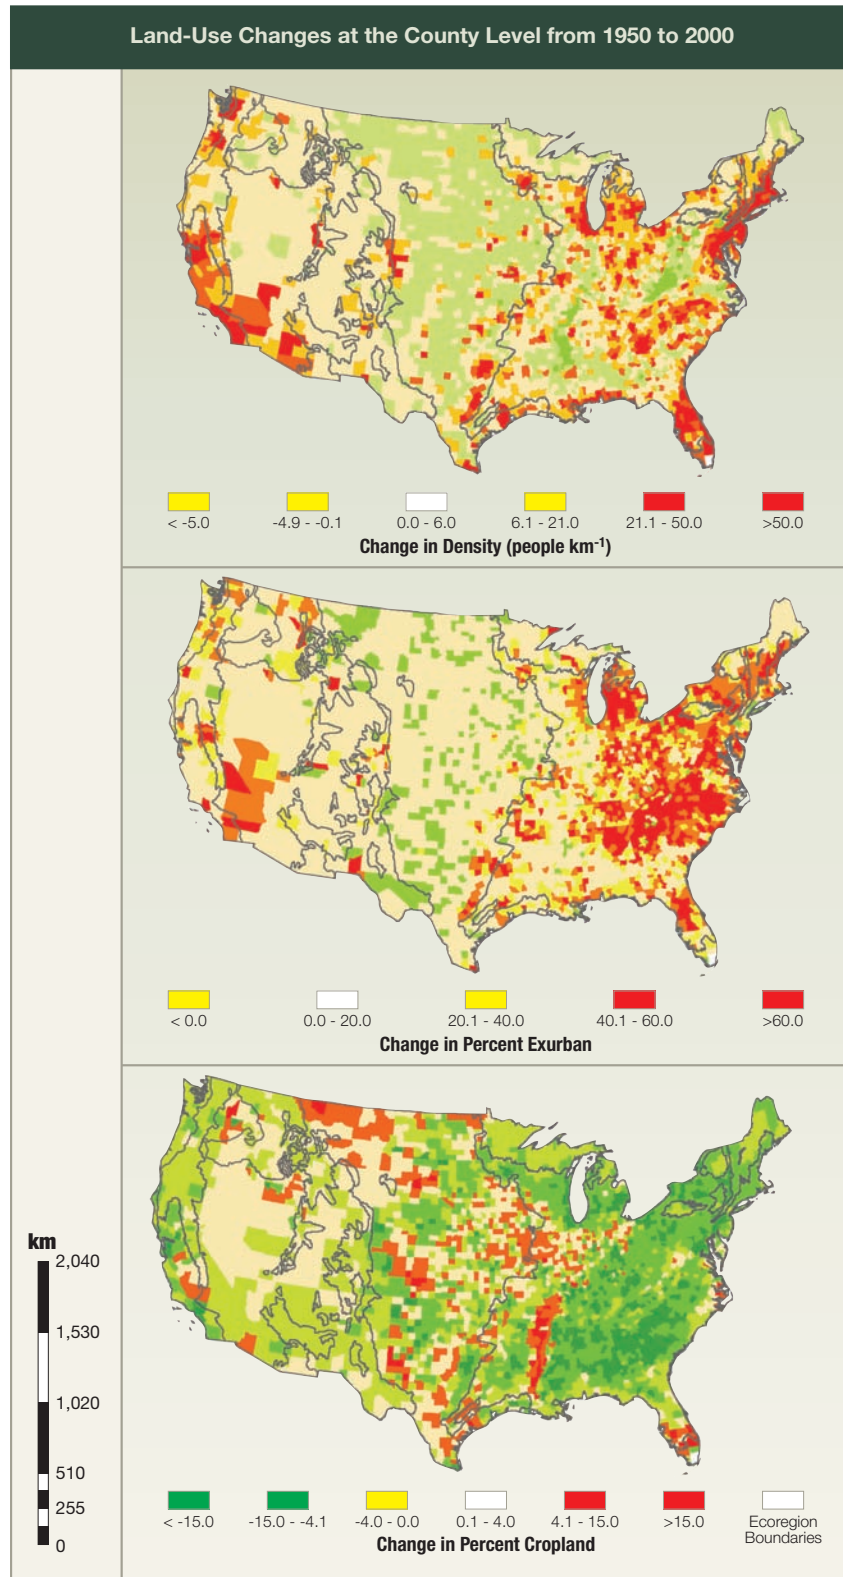 Land-Use Changes at the County Level from 1950 to 2000
< -5.0
-4.9 - -0.1
0.0 - 6.0
6.1 - 21.0
21.1 - 50.0
>50.0
Change in Density (people km-1)
< 0.0
0.0 - 20.0
20.1 - 40.0
40.1 - 60.0
>60.0
Change in Percent Exurban
km
2,040
1,530
1,020
510
255
0
< -15.0
-15.0 - -4.1
-4.0 - 0.0
0.1 - 4.0
4.1 - 15.0
>15.0
Ecoregion
Boundaries
Change in Percent Cropland